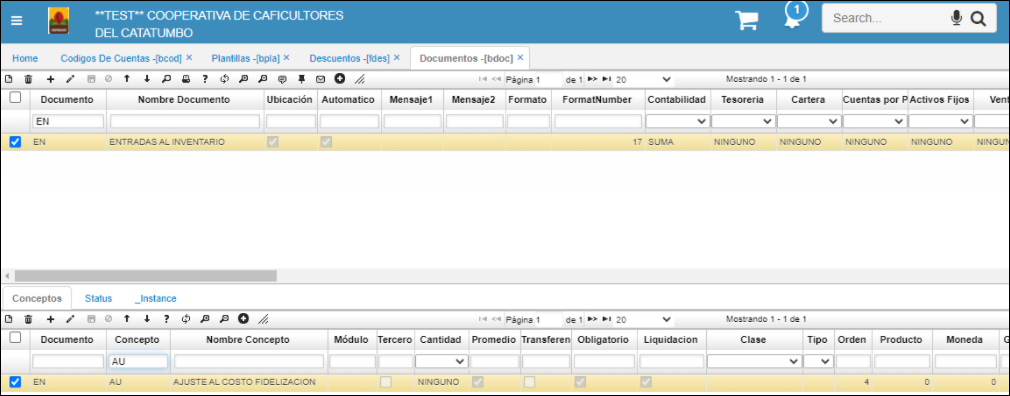 **TEST** COOPERATIVA DE CAFICULTORES
DEL CATATUMBO
1
Search...
Home Codigos De Cuentas -[bcod] × Plantillas -[bpla] × Descuentos -[fdes] × Documentos -[bdoc] ×
Página 1 de 1 20 Mostrando 1 - 1 de 1
Documento Nombre Documento Ubicación Automatico Mensaje1 Mensaje2 Formato FormatNumber Contabilidad Tesoreria Cartera Cuentas por P Activos Fijos Vent
EN
EN ENTRADAS AL INVENTARIO 17 SUMA NINGUNO NINGUNO NINGUNO NINGUNO NINGUN
Conceptos Status _Instance
Página 1 de 1 20 Mostrando 1 - 1 de 1
Documento Concepto Nombre Concepto Módulo Tercero Cantidad Promedio Transferen Obligatorio Liquidacion Clase Tipo Orden Producto Moneda G
AU
EN AU AJUSTE AL COSTO FIDELIZACION NINGUNO 4 0 0